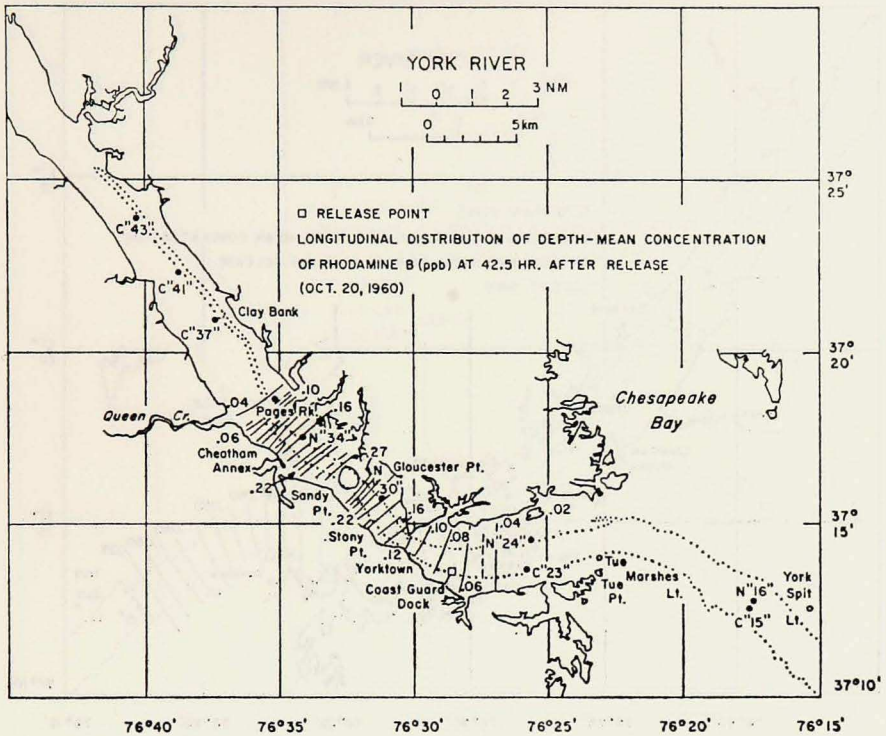 YORK RIVER
1 0 1 2 3 NM
0 5km
37° 25'
□ RELEASE POINT
LONGITUDINAL DISTRIBUTION OF DEPTH-MEAN CONCENTRATION
OF RHODAMINE B (ppb) AT 42.5 HR. AFTER RELEASE
(OCT. 20, 1960)
C"43"
C"41"
C"37"
Clay Bank
37° 20'
.04
.10
Queen Cr.
Pages Rk.
.16
Chesapeake
Bay
.06
N"34"
Cheatham
Annex
.27
N
Gloucester Pt.
.22
.30"
Sandy
Pt.
.22
.16
.10
.04
.02
37° 15'
Stony
Pt.
.12
.08
N"24"
Yorktown
C"23"
Tue
Marshes
Lt.
Tue
Pt.
Coast Guard
Dock
.06
N"16"
C"15"
York
Spit
Lt.
37°10'
76°40' 76°35' 76°30' 76°25' 76°20' 76°15'